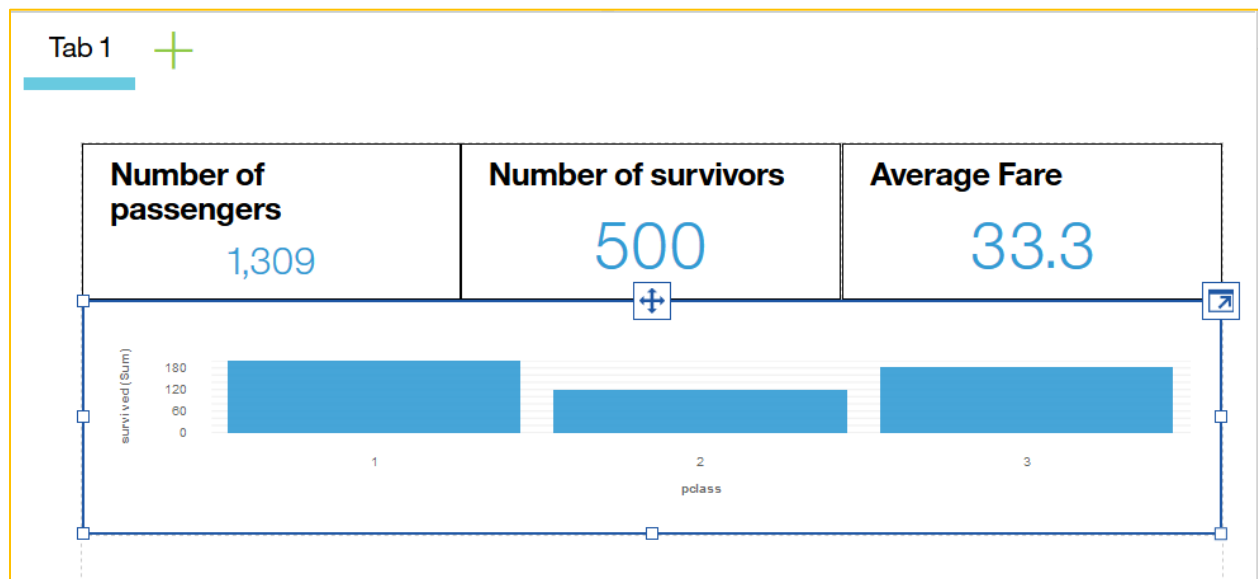 Tab 1
Number of
passengers
1,309
Number of survivors
500
Average Fare
33.3
survived (Sum)
180
120
60
0
1
2
3
pclass